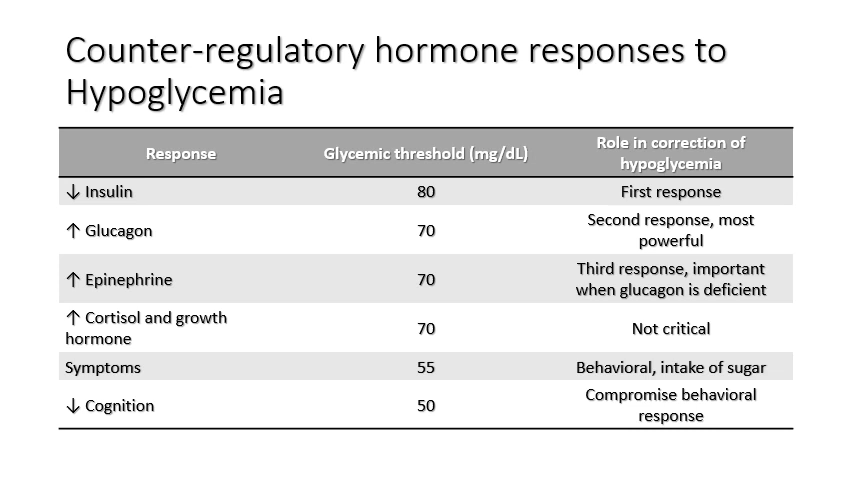 Counter-regulatory hormone responses to
Hypoglycemia
Response
Glycemic threshold (mg/dL)
Role in correction of
hypoglycemia
↓ Insulin
80
First response
↑ Glucagon
70
Second response, most
powerful
↑ Epinephrine
70
Third response, important
when glucagon is deficient
↑ Cortisol and growth
hormone
70
Not critical
Symptoms
55
Behavioral, intake of sugar
↓ Cognition
50
Compromise behavioral
response